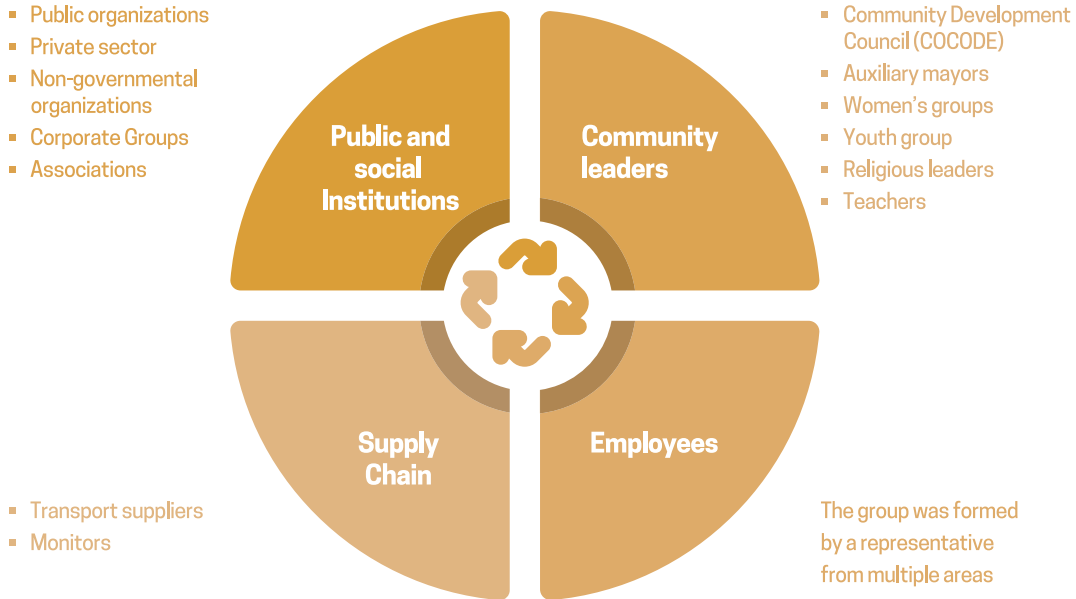 ▪ Public organizations
▪ Private sector
▪ Non-governmental
organizations
▪ Corporate Groups
▪ Associations
Public and
social
Institutions
Community
leaders
▪ Community Development
Council (COCODE)
▪ Auxiliary mayors
▪ Women’s groups
▪ Youth group
▪ Religious leaders
▪ Teachers
Supply
Chain
▪ Transport suppliers
▪ Monitors
Employees
The group was formed
by a representative
from multiple areas